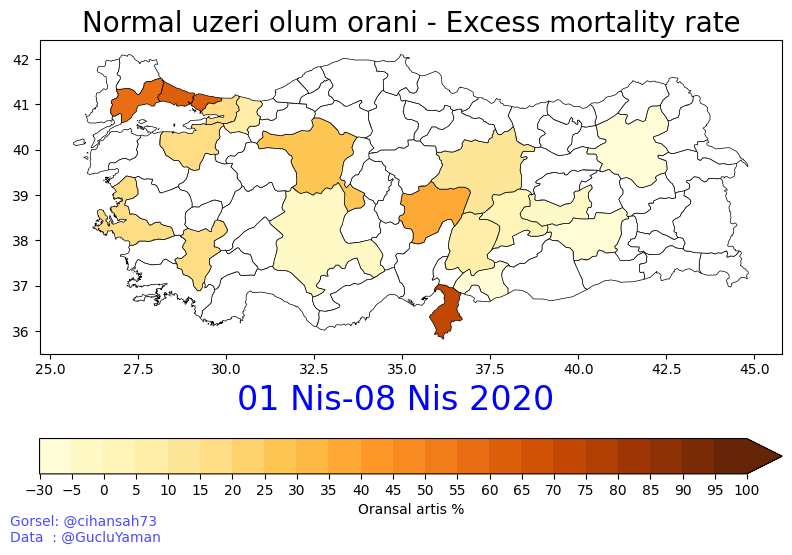 Normal uzeri olum orani - Excess mortality rate
42
41
40
39
38
37
36
25.0 27.5 30.0 32.5 35.0 37.5 40.0 42.5 45.0
01 Nis-08 Nis 2020
−30 −5 0 5 10 15 20 25 30 35 40 45 50 55 60 65 70 75 80 85 90 95 100
Oransal artis %
Gorsel: @cihansah73
Data : @GucluYaman